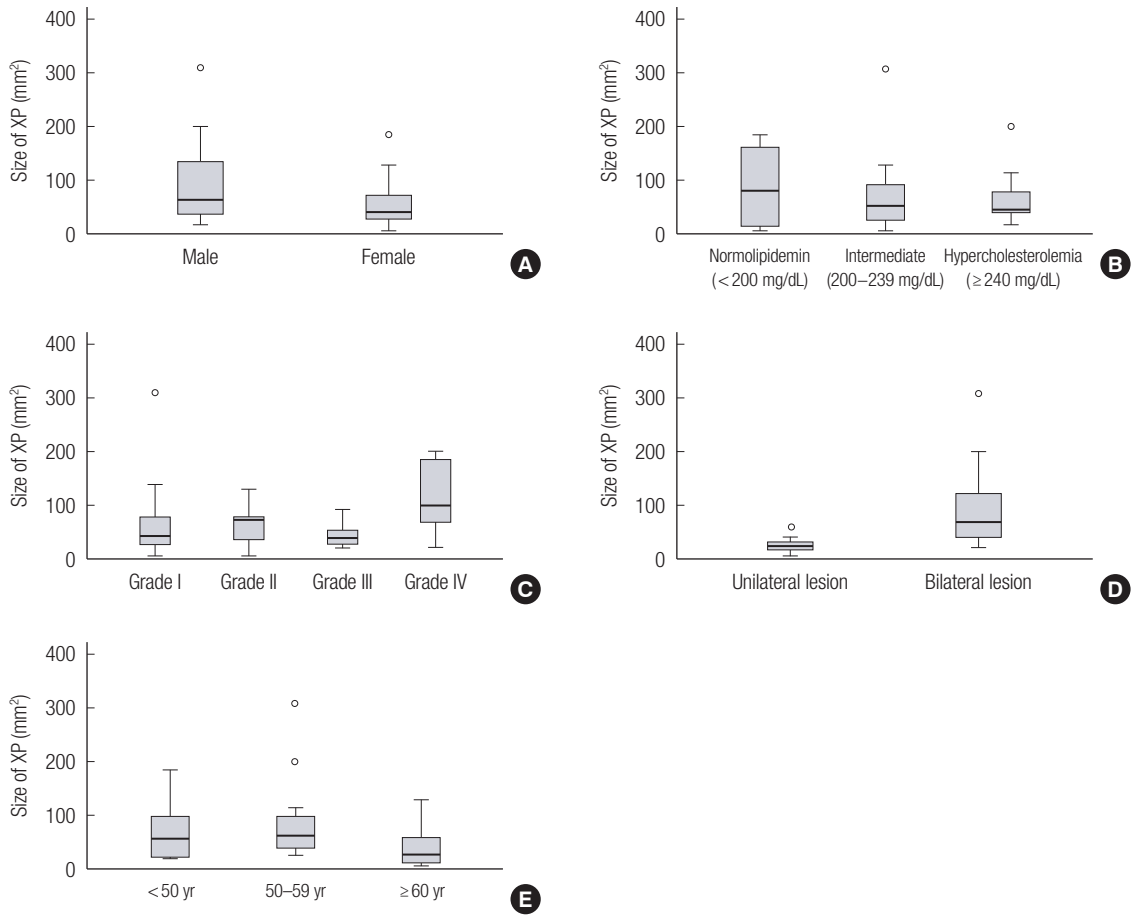 Size of XP (mm²)
400
300
200
100
0
Male Female
A
Size of XP (mm²)
400
300
200
100
0
Normolipidemin Intermediate Hypercholesterolemia
(<200 mg/dL) (200–239 mg/dL) (≥240 mg/dL)
B
Size of XP (mm²)
400
300
200
100
0
Grade I Grade II Grade III Grade IV
C
Size of XP (mm²)
400
300
200
100
0
Unilateral lesion Bilateral lesion
D
Size of XP (mm²)
400
300
200
100
0
<50 yr 50–59 yr ≥60 yr
E